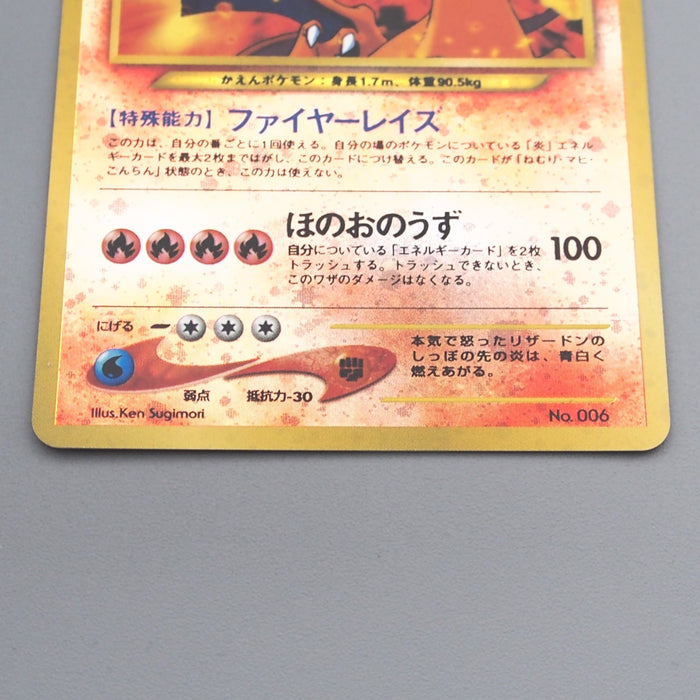 かえんポケモン：身長1.7m、体重90.5kg
【特殊能力】ファイヤーレイズ
この力は、自分の番ごとに1回使える。自分の場のポケモンについている「炎」エネル
ギーカードを最大2枚まではがし、このカードにつけ替える。このカードが「ねむり・マヒ・
こんらん」状態のとき、この力は使えない。
ほのおのうず
自分についている「エネルギーカード」を2枚
トラッシュする。トラッシュできないとき、
このワザのダメージはなくなる。
100
にげる
本気で怒ったリザードンの
しっぽの先の炎は、青白く
燃えあがる。
弱点 抵抗力-30
Illus. Ken Sugimori
No. 006